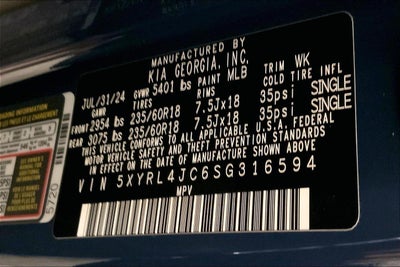 MANUFACTURED BY
KIA GEORGIA, INC.
JUL/31/24 GVWR 5401 lbs PAINT MLB TRIM WK
GAWR TIRES RIMS COLD TIRE INFL
FRONT 2954 lbs 235/60R18 7.5Jx18 35psi SINGLE
REAR 3075 lbs 235/60R18 7.5Jx18 35psi SINGLE
THIS VEHICLE CONFORMS TO ALL APPLICABLE U.S.A. FEDERAL
MOTOR VEHICLE SAFETY AND THEFT PREVENTION STANDARDS
IN EFFECT ON THE DATE OF MANUFACTURE SHOWN ABOVE
VIN 5XYRL4JC6SG316594
MPV
5720